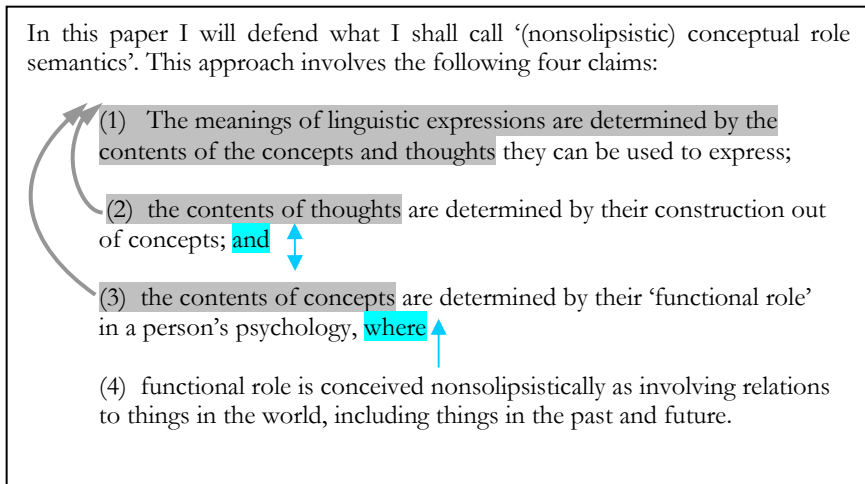 In this paper I will defend what I shall call ‘(nonsolipsistic) conceptual role
semantics’. This approach involves the following four claims:
(1) The meanings of linguistic expressions are determined by the
contents of the concepts and thoughts they can be used to express;
(2) the contents of thoughts are determined by their construction out
of concepts; and
(3) the contents of concepts are determined by their ‘functional role’
in a person’s psychology, where
(4) functional role is conceived nonsolipsistically as involving relations
to things in the world, including things in the past and future.